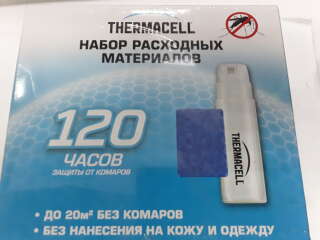 THERMACELL
НАБОР РАСХОДНЫХ
МАТЕРИАЛОВ
120
ЧАСОВ
ЗАЩИТЫ ОТ КОМАРОВ
THERMACELL
• ДО 20м² БЕЗ КОМАРОВ
• БЕЗ НАНЕСЕНИЯ НА КОЖУ И ОДЕЖДУ